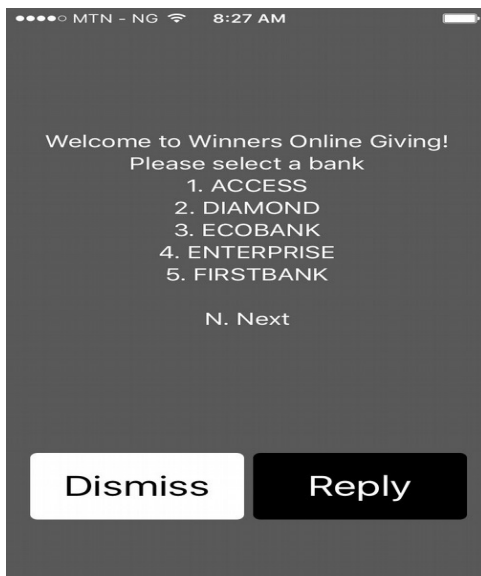 MTN - NG 8:27 AM
Welcome to Winners Online Giving!
Please select a bank
1. ACCESS
2. DIAMOND
3. ECOBANK
4. ENTERPRISE
5. FIRSTBANK
N. Next
Dismiss Reply